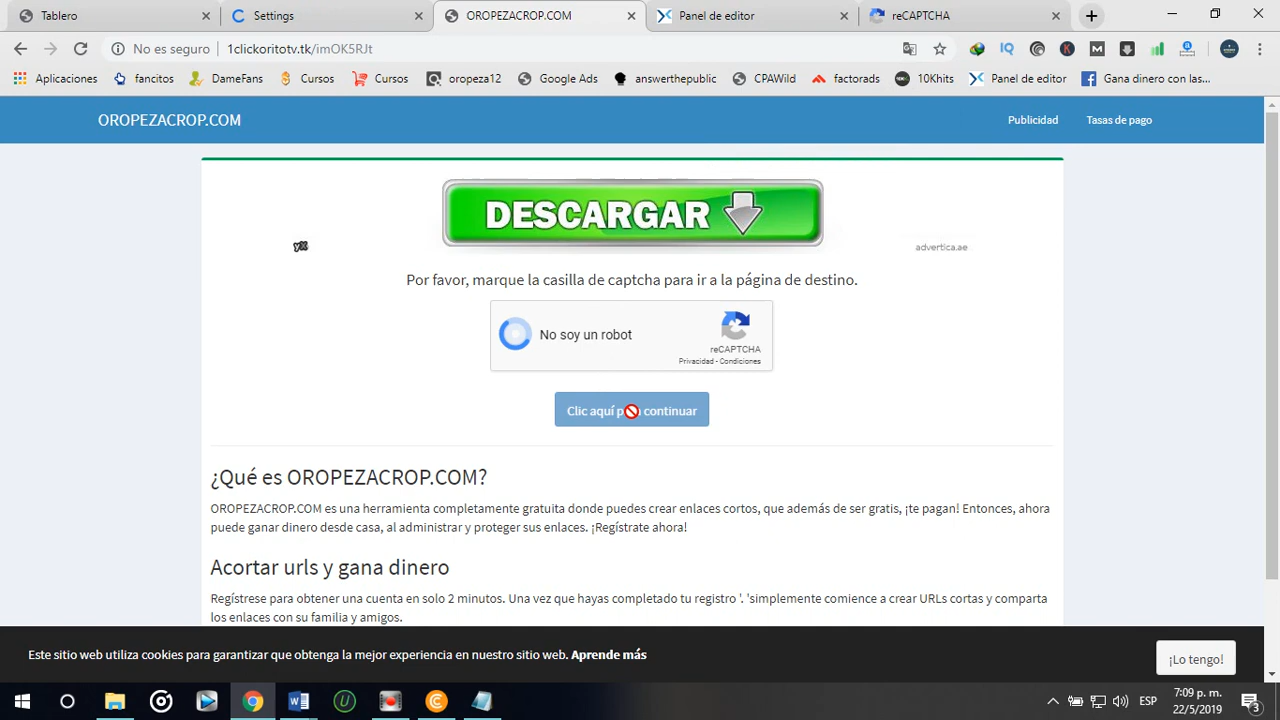 Tablero
Settings
OROPEZACROP.COM
Panel de editor
reCAPTCHA
No es seguro
1clickoritotv.tk/imOK5RJt
Aplicaciones
fancitos
DameFans
Cursos
Cursos
oropeza12
Google Ads
answerthepublic
CPAWild
factorads
10Khits
Panel de editor
Gana dinero con las...
OROPEZACROP.COM
Publicidad
Tasas de pago
DESCARGAR
advertica.ae
Por favor, marque la casilla de captcha para ir a la página de destino.
No soy un robot
reCAPTCHA
Privacidad - Condiciones
Clic aquí continuar
¿Qué es OROPEZACROP.COM?
OROPEZACROP.COM es una herramienta completamente gratuita donde puedes crear enlaces cortos, que además de ser gratis, ¡te pagan! Entonces, ahora
puede ganar dinero desde casa, al administrar y proteger sus enlaces. ¡Regístrate ahora!
Acortar urls y gana dinero
Regístrese para obtener una cuenta en solo 2 minutos. Una vez que hayas completado tu registro '. 'simplemente comience a crear URLs cortas y comparta
los enlaces con su familia y amigos.
Este sitio web utiliza cookies para garantizar que obtenga la mejor experiencia en nuestro sitio web. Aprende más
¡Lo tengo!
ESP
7:09 p. m.
22/5/2019
3